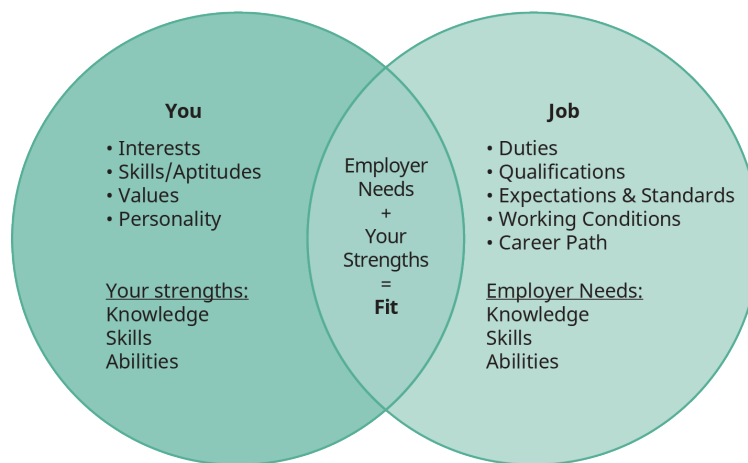 You
• Interests
• Skills/Aptitudes
• Values
• Personality
Your strengths:
Knowledge
Skills
Abilities
Employer
Needs
+
Your
Strengths
=
Fit
Job
• Duties
• Qualifications
• Expectations & Standards
• Working Conditions
• Career Path
Employer Needs:
Knowledge
Skills
Abilities